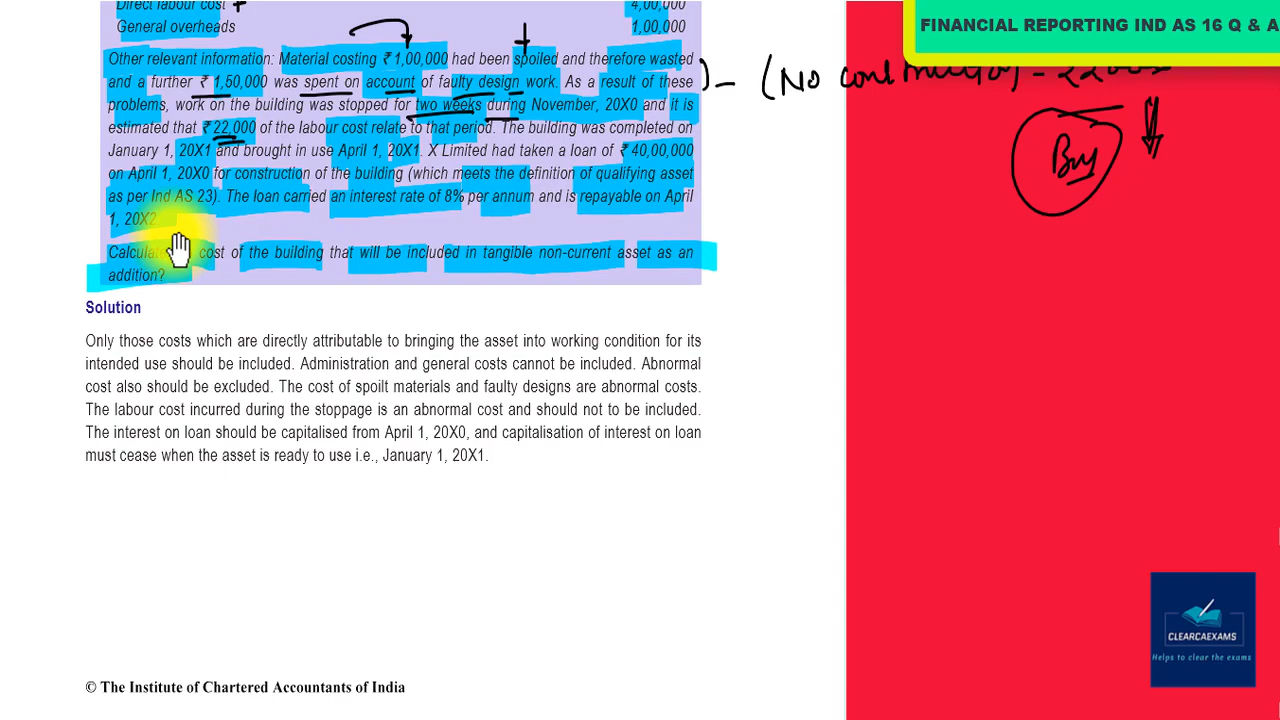 Direct labour cost 4,00,000
General overheads 1,00,000
FINANCIAL REPORTING IND AS 16 Q & A
Other relevant information: Material costing ₹ 1,00,000 had been spoiled and therefore wasted
and a further ₹ 1,50,000 was spent on account of faulty design work. As a result of these
problems, work on the building was stopped for two weeks during November, 20X0 and it is
estimated that ₹ 22,000 of the labour cost relate to that period. The building was completed on
January 1, 20X1 and brought in use April 1, 20X1. X Limited had taken a loan of ₹ 40,00,000
on April 1, 20X0 for construction of the building (which meets the definition of qualifying asset
as per Ind AS 23). The loan carried an interest rate of 8% per annum and is repayable on April
1, 20X2.
Calculate cost of the building that will be included in tangible non-current asset as an
addition?
(No
Buy
Solution
Only those costs which are directly attributable to bringing the asset into working condition for its
intended use should be included. Administration and general costs cannot be included. Abnormal
cost also should be excluded. The cost of spoilt materials and faulty designs are abnormal costs.
The labour cost incurred during the stoppage is an abnormal cost and should not to be included.
The interest on loan should be capitalised from April 1, 20X0, and capitalisation of interest on loan
must cease when the asset is ready to use i.e., January 1, 20X1.
CLEARCAEXAMS
Helps to clear the exams
© The Institute of Chartered Accountants of India